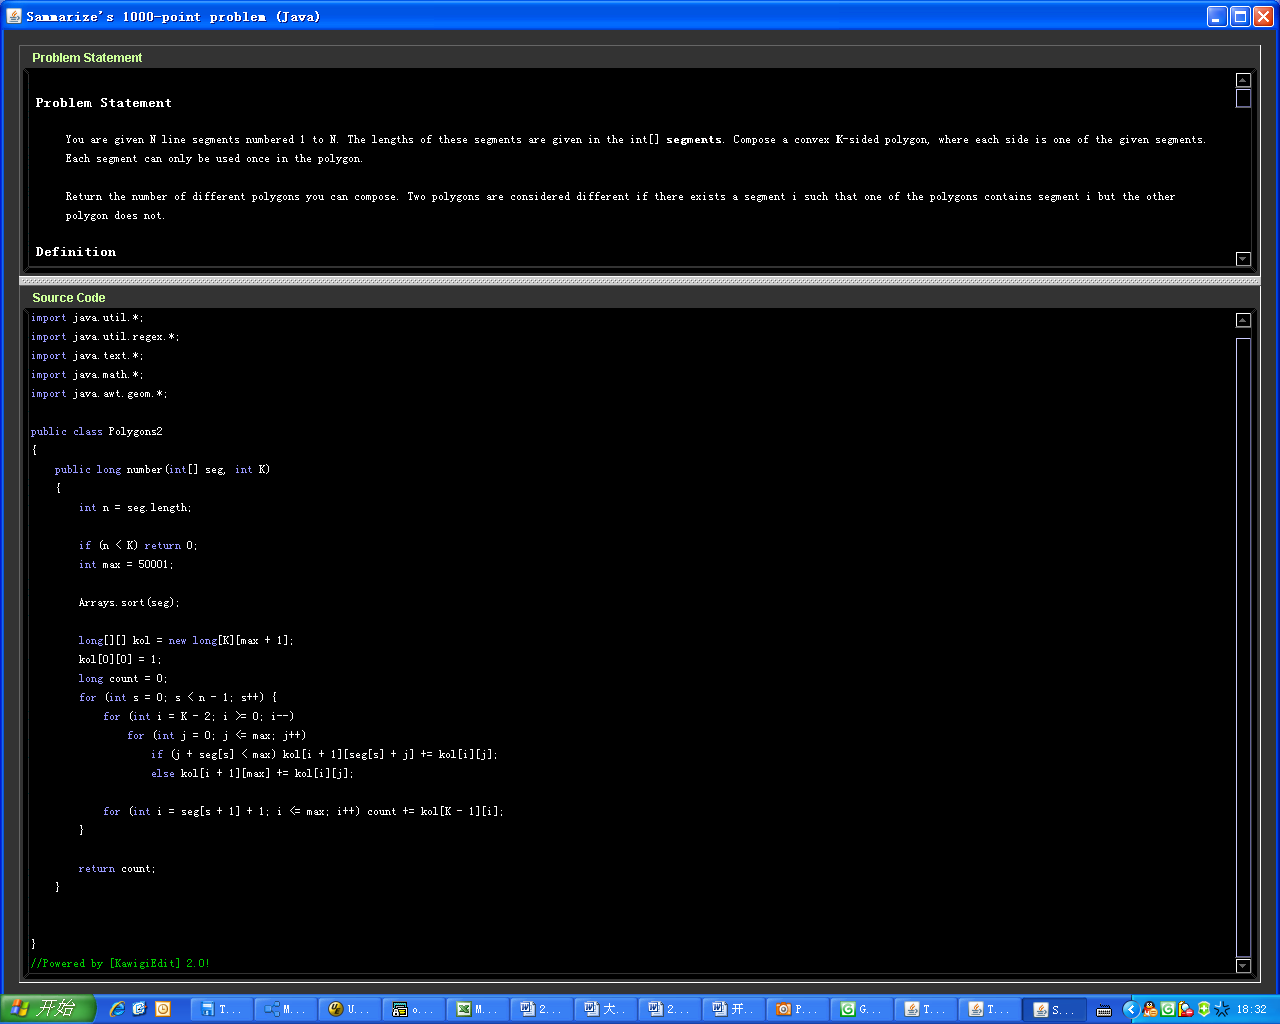 Sammarize's 1000-point problem (Java)
Problem Statement
Problem Statement
You are given N line segments numbered 1 to N. The lengths of these segments are given in the int[] segments. Compose a convex K-sided polygon, where each side is one of the given segments.
Each segment can only be used once in the polygon.
Return the number of different polygons you can compose. Two polygons are considered different if there exists a segment i such that one of the polygons contains segment i but the other
polygon does not.
Definition
Source Code
import java.util.*;
import java.util.regex.*;
import java.text.*;
import java.math.*;
import java.awt.geom.*;
public class Polygons2
{
public long number(int[] seg, int K)
{
int n = seg.length;
if (n < K) return 0;
int max = 50001;
Arrays.sort(seg);
long[][] kol = new long[K][max + 1];
kol[0][0] = 1;
long count = 0;
for (int s = 0; s < n - 1; s++) {
for (int i = K - 2; i >= 0; i--)
for (int j = 0; j <= max; j++)
if (j + seg[s] < max) kol[i + 1][seg[s] + j] += kol[i][j];
else kol[i + 1][max] += kol[i][j];
for (int i = seg[s + 1] + 1; i <= max; i++) count += kol[K - 1][i];
}
return count;
}
}
//Powered by [KawigiEdit] 2.0!
开始 T... M... U... o... M... 2... 大... 2... 开... P... G... T... T... S... 18:32